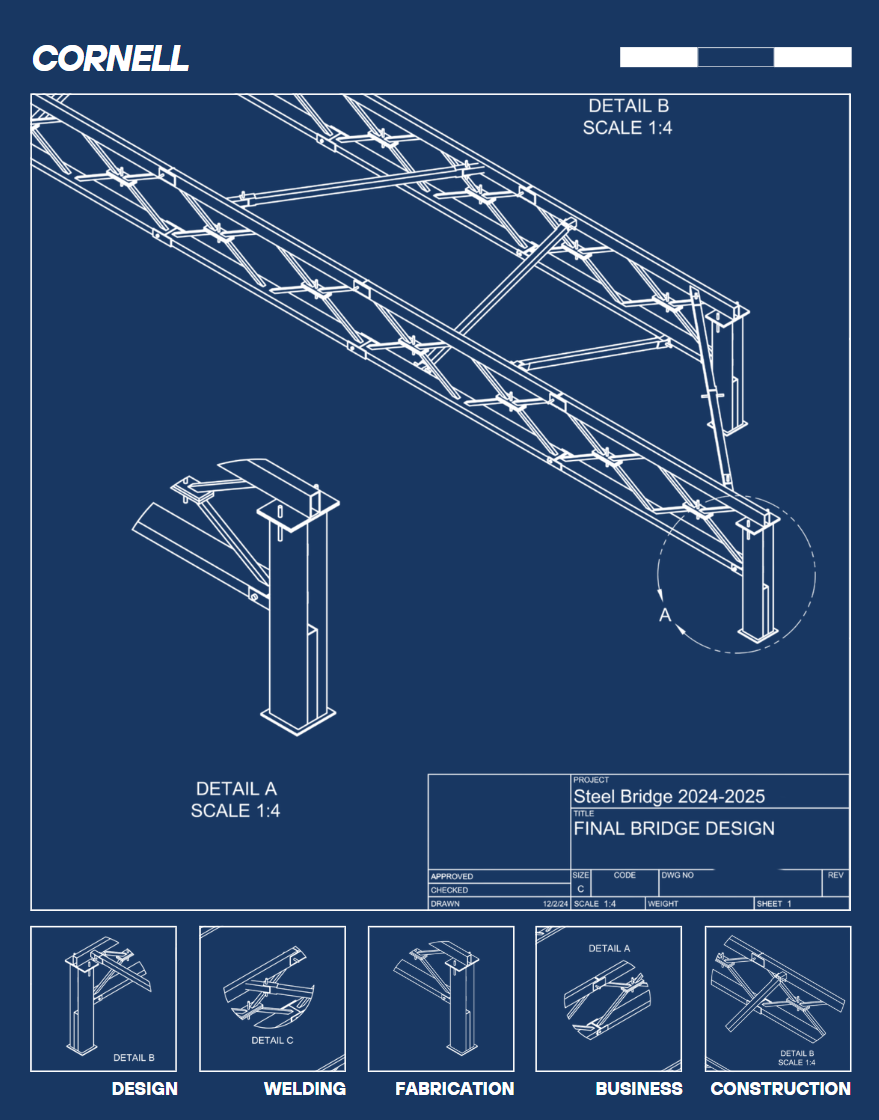 CORNELL
DETAIL B
SCALE 1:4
A
DETAIL A
SCALE 1:4
PROJECT
Steel Bridge 2024-2025
TITLE
FINAL BRIDGE DESIGN
APPROVED
SIZE
CODE
DWG NO
REV
CHECKED
C
DRAWN 12/2/24
SCALE 1:4
WEIGHT
SHEET 1
DETAIL B
DETAIL C
DETAIL A
DETAIL B
SCALE 1:4
DESIGN
WELDING
FABRICATION
BUSINESS
CONSTRUCTION